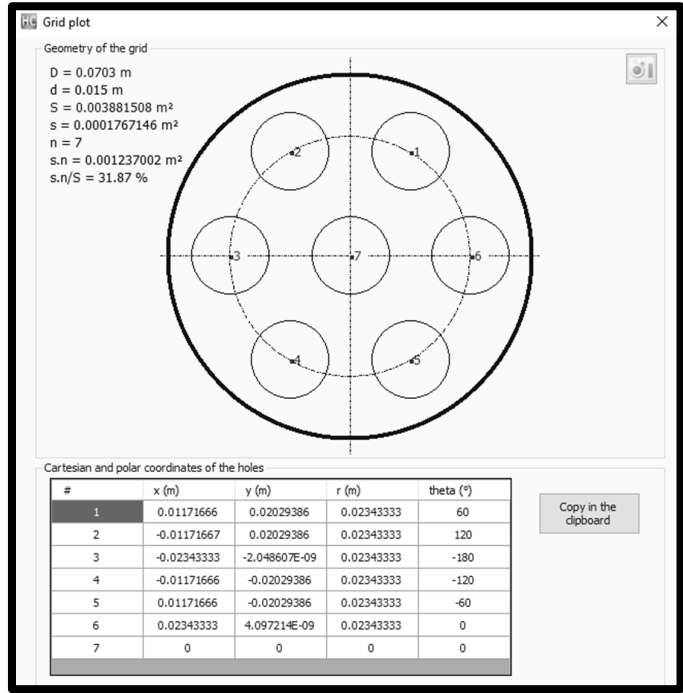 HC Grid plot
Geometry of the grid
D = 0.0703 m
d = 0.015 m
S = 0.003881508 m²
s = 0.0001767146 m²
n = 7
s.n = 0.001237002 m²
s.n/S = 31.87 %
2 1
3 7 6
4 5
Cartesian and polar coordinates of the holes
# x (m) y (m) r (m) theta (°)
1 0.01171666 0.02029386 0.02343333 60
2 -0.01171667 0.02029386 0.02343333 120
3 -0.02343333 -2.048607E-09 0.02343333 -180
4 -0.01171666 -0.02029386 0.02343333 -120
5 0.01171666 -0.02029386 0.02343333 -60
6 0.02343333 4.097214E-09 0.02343333 0
7 0 0 0 0
Copy in the
clipboard